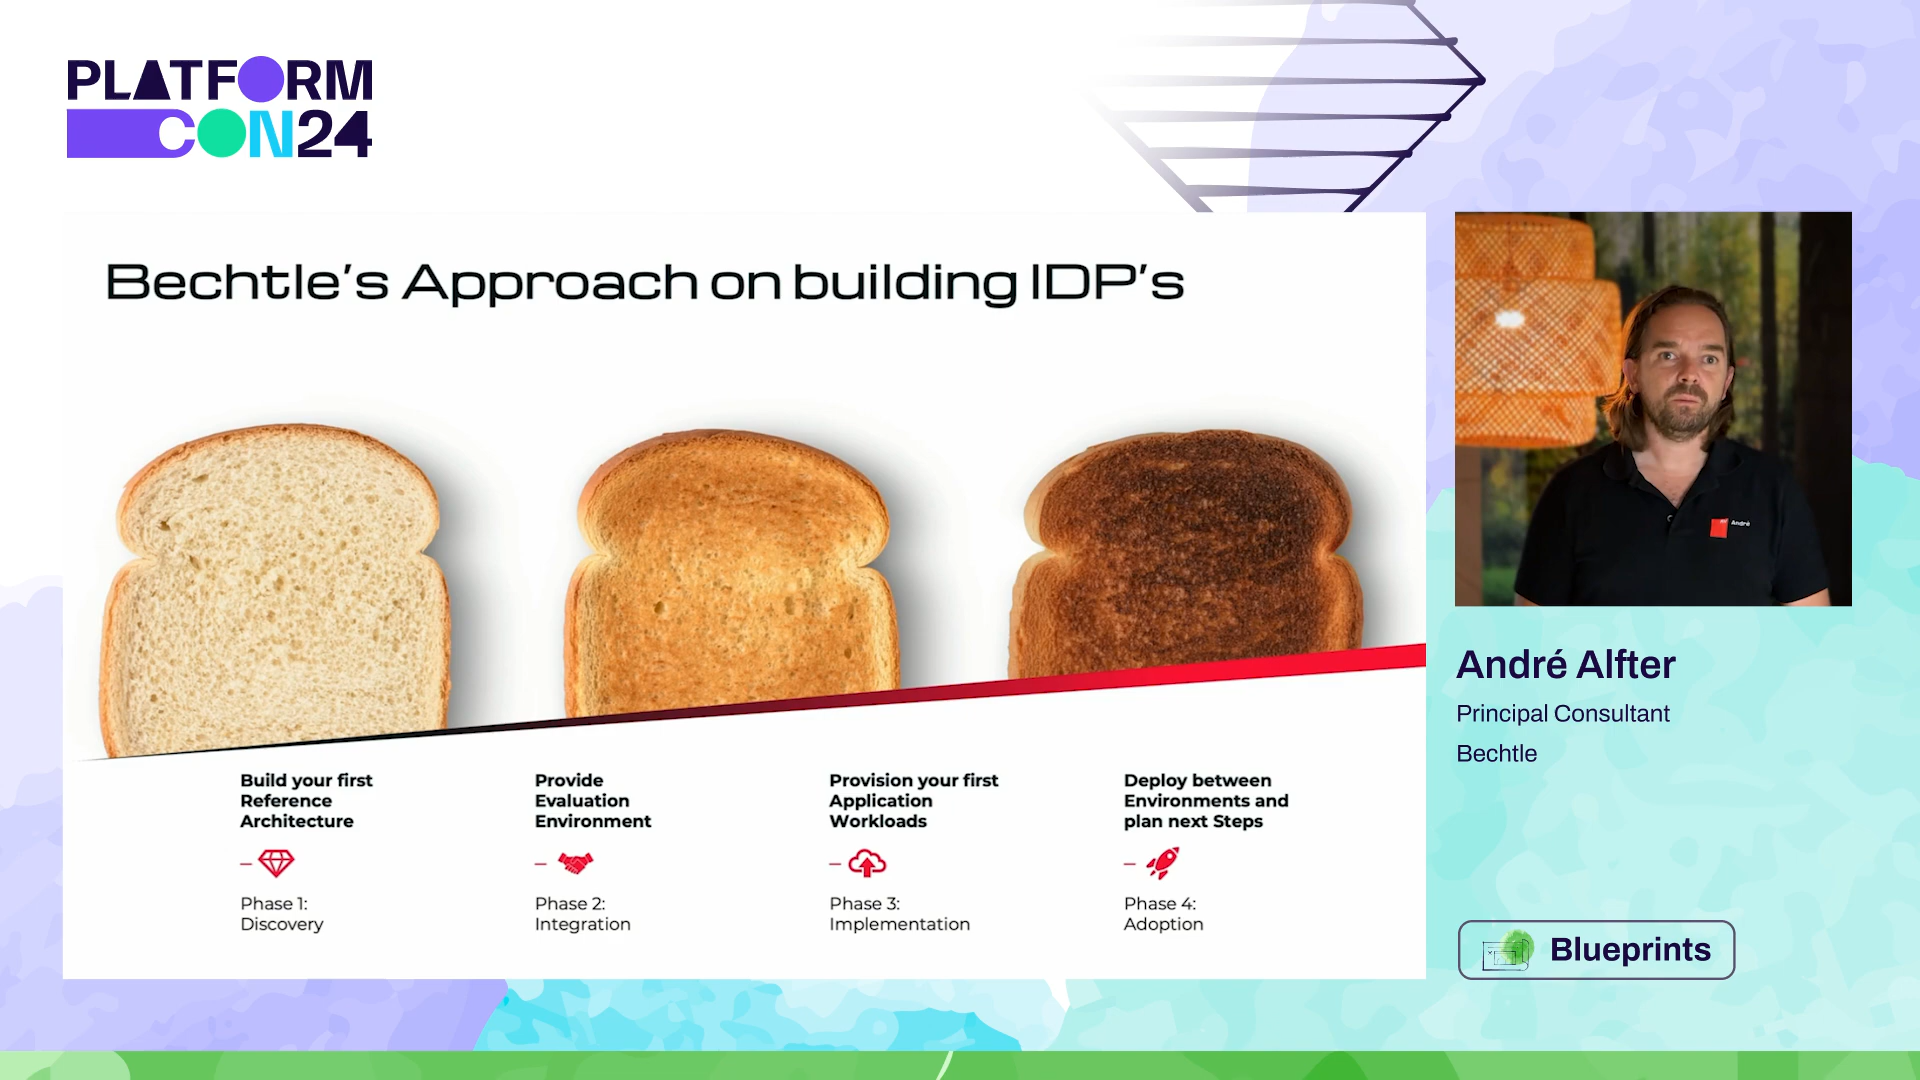 PLATFORM
CON24
Bechtle's Approach on building IDP's
Build your first
Reference
Architecture
Phase 1:
Discovery
Provide
Evaluation
Environment
Phase 2:
Integration
Provision your first
Application
Workloads
Phase 3:
Implementation
Deploy between
Environments and
plan next Steps
Phase 4:
Adoption
André
André Alfter
Principal Consultant
Bechtle
Blueprints